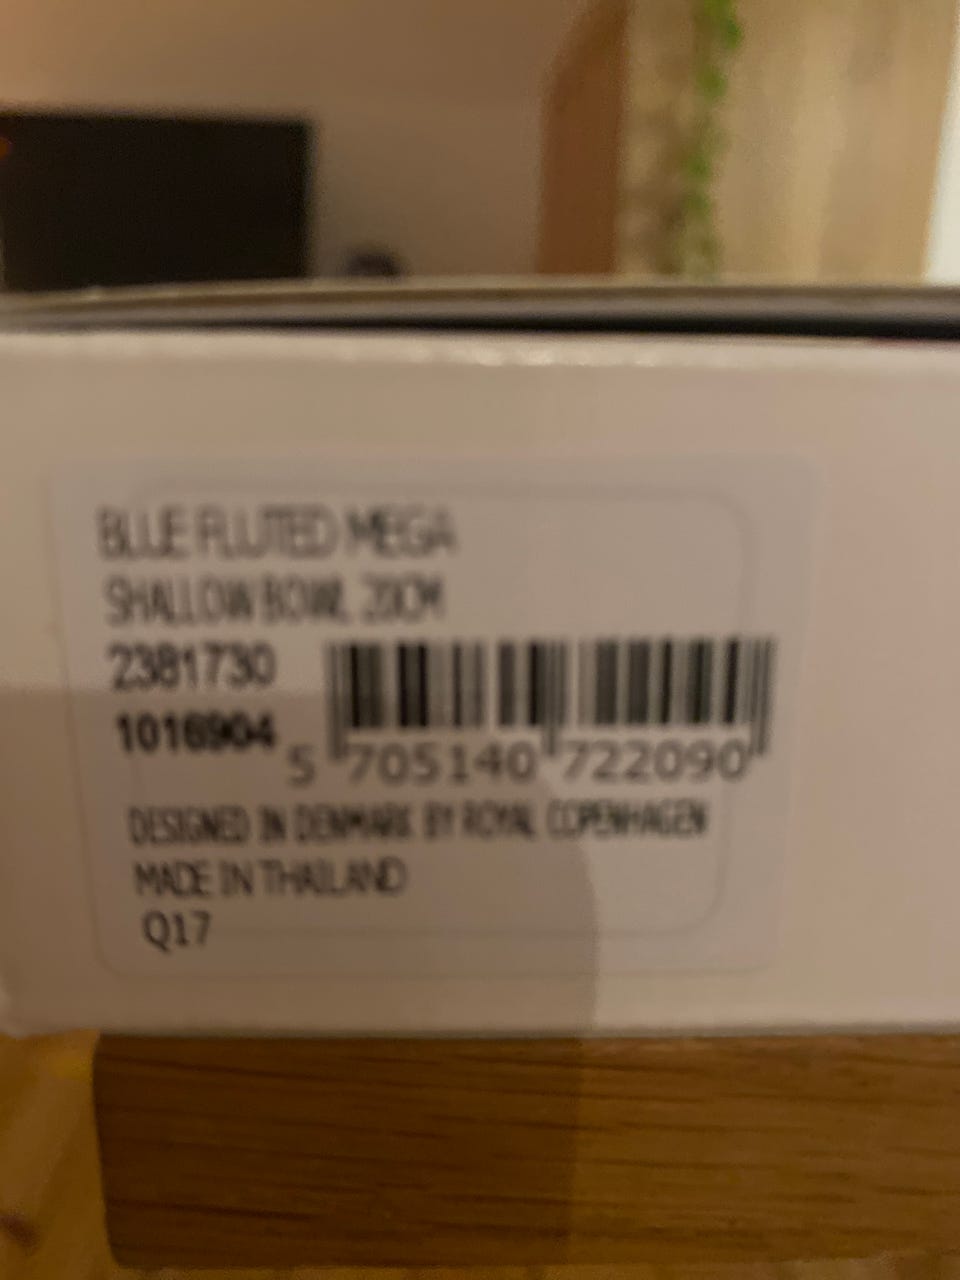 BLUE FLUTED MEGA
SHALLOW BOWL 20CM
2381730
1016904
5 705140 722090
DESIGNED IN DENMARK BY ROYAL COPENHAGEN
MADE IN THAILAND
Q17